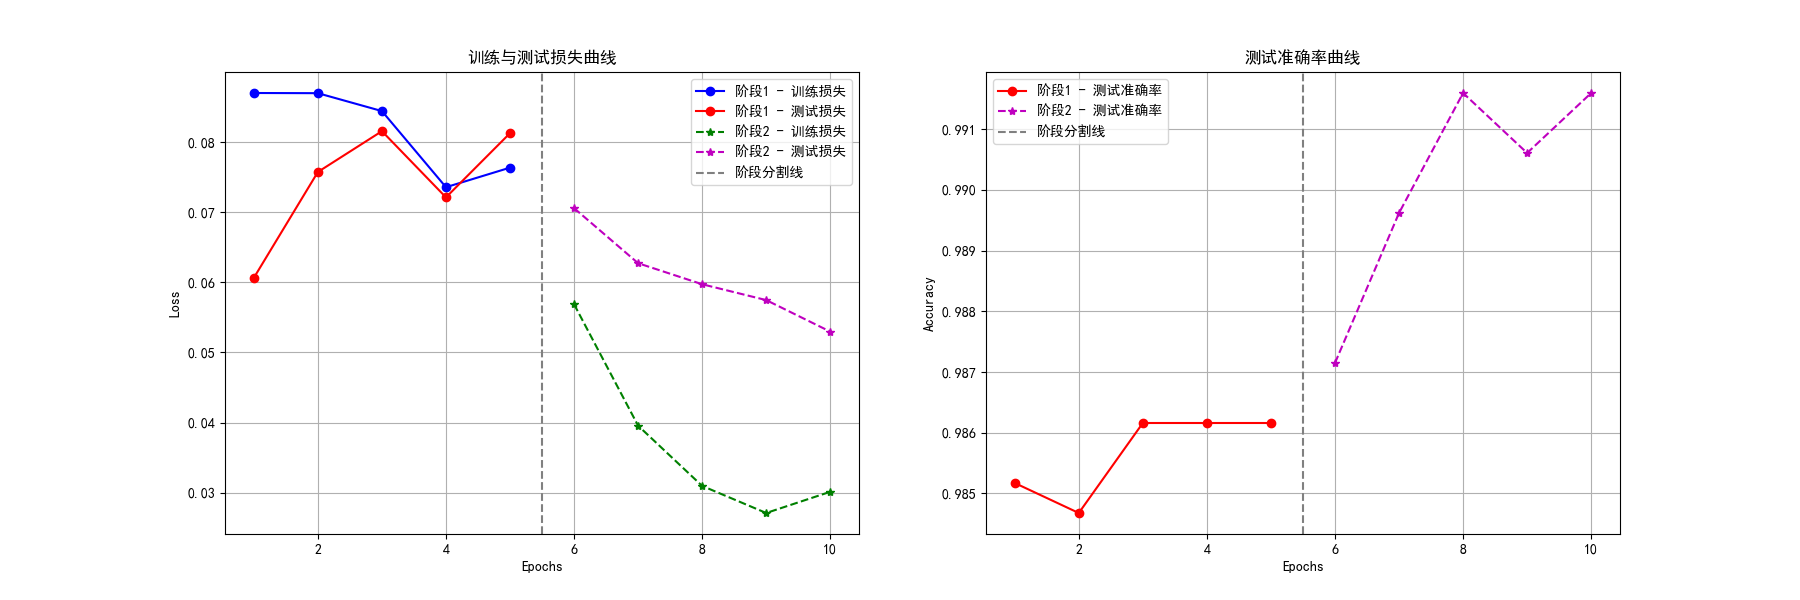 训练与测试损失曲线
阶段1 - 训练损失
阶段1 - 测试损失
阶段2 - 训练损失
阶段2 - 测试损失
阶段分割线
0.08
0.07
0.06
0.05
0.04
0.03
Loss
2
4
6
8
10
Epochs
测试准确率曲线
阶段1 - 测试准确率
阶段2 - 测试准确率
阶段分割线
0.991
0.990
0.989
0.988
0.987
0.986
0.985
Accuracy
2
4
6
8
10
Epochs